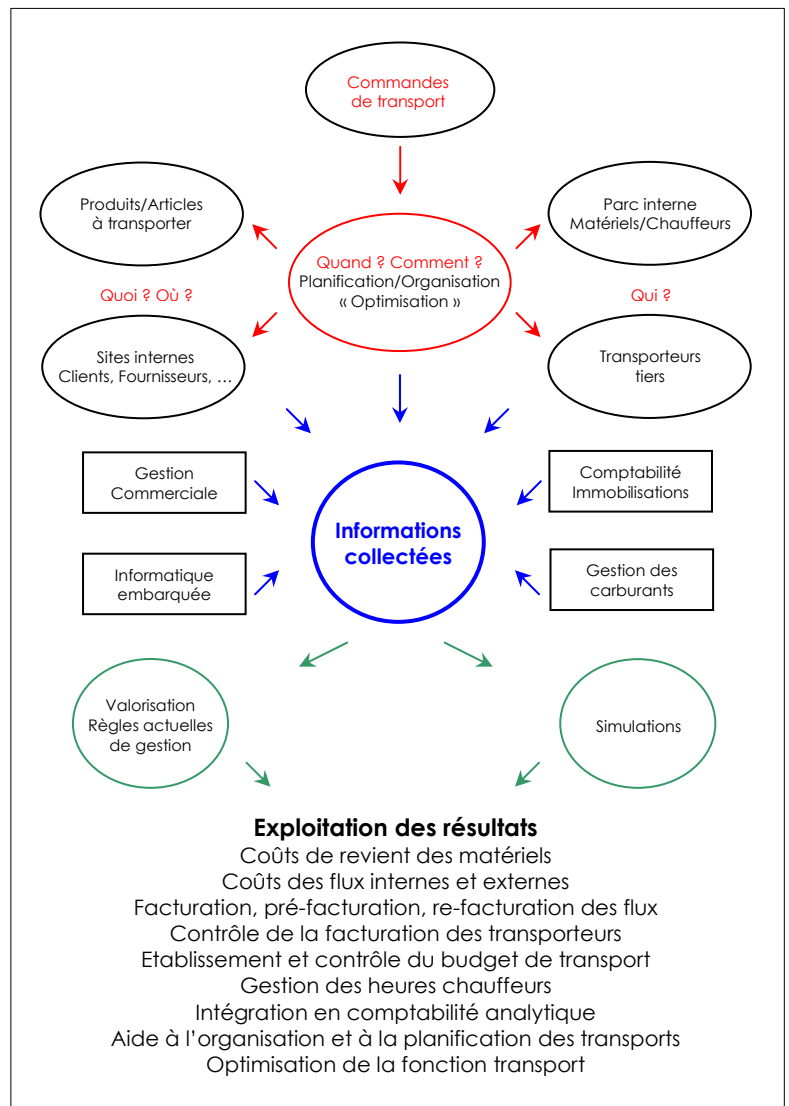 Commandes
de transport
Produits/Articles
à transporter
Parc interne
Matériels/Chauffeurs
Quand ? Comment ?
Planification/Organisation
« Optimisation »
Quoi ? Où ?
Qui ?
Sites internes
Clients, Fournisseurs, …
Transporteurs
tiers
Gestion
Commerciale
Comptabilité
Immobilisations
Informations
collectées
Informatique
embarquée
Gestion des
carburants
Valorisation
Règles actuelles
de gestion
Simulations
Exploitation des résultats
Coûts de revient des matériels
Coûts des flux internes et externes
Facturation, pré-facturation, re-facturation des flux
Contrôle de la facturation des transporteurs
Etablissement et contrôle du budget de transport
Gestion des heures chauffeurs
Intégration en comptabilité analytique
Aide à l’organisation et à la planification des transports
Optimisation de la fonction transport